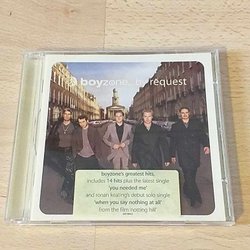 boyzone. by request
boyzone's greatest hits,
includes 14 hits plus the latest single
'you needed me'
and ronan keating's debut solo single
'when you say nothing at all'
from the film 'notting hill'